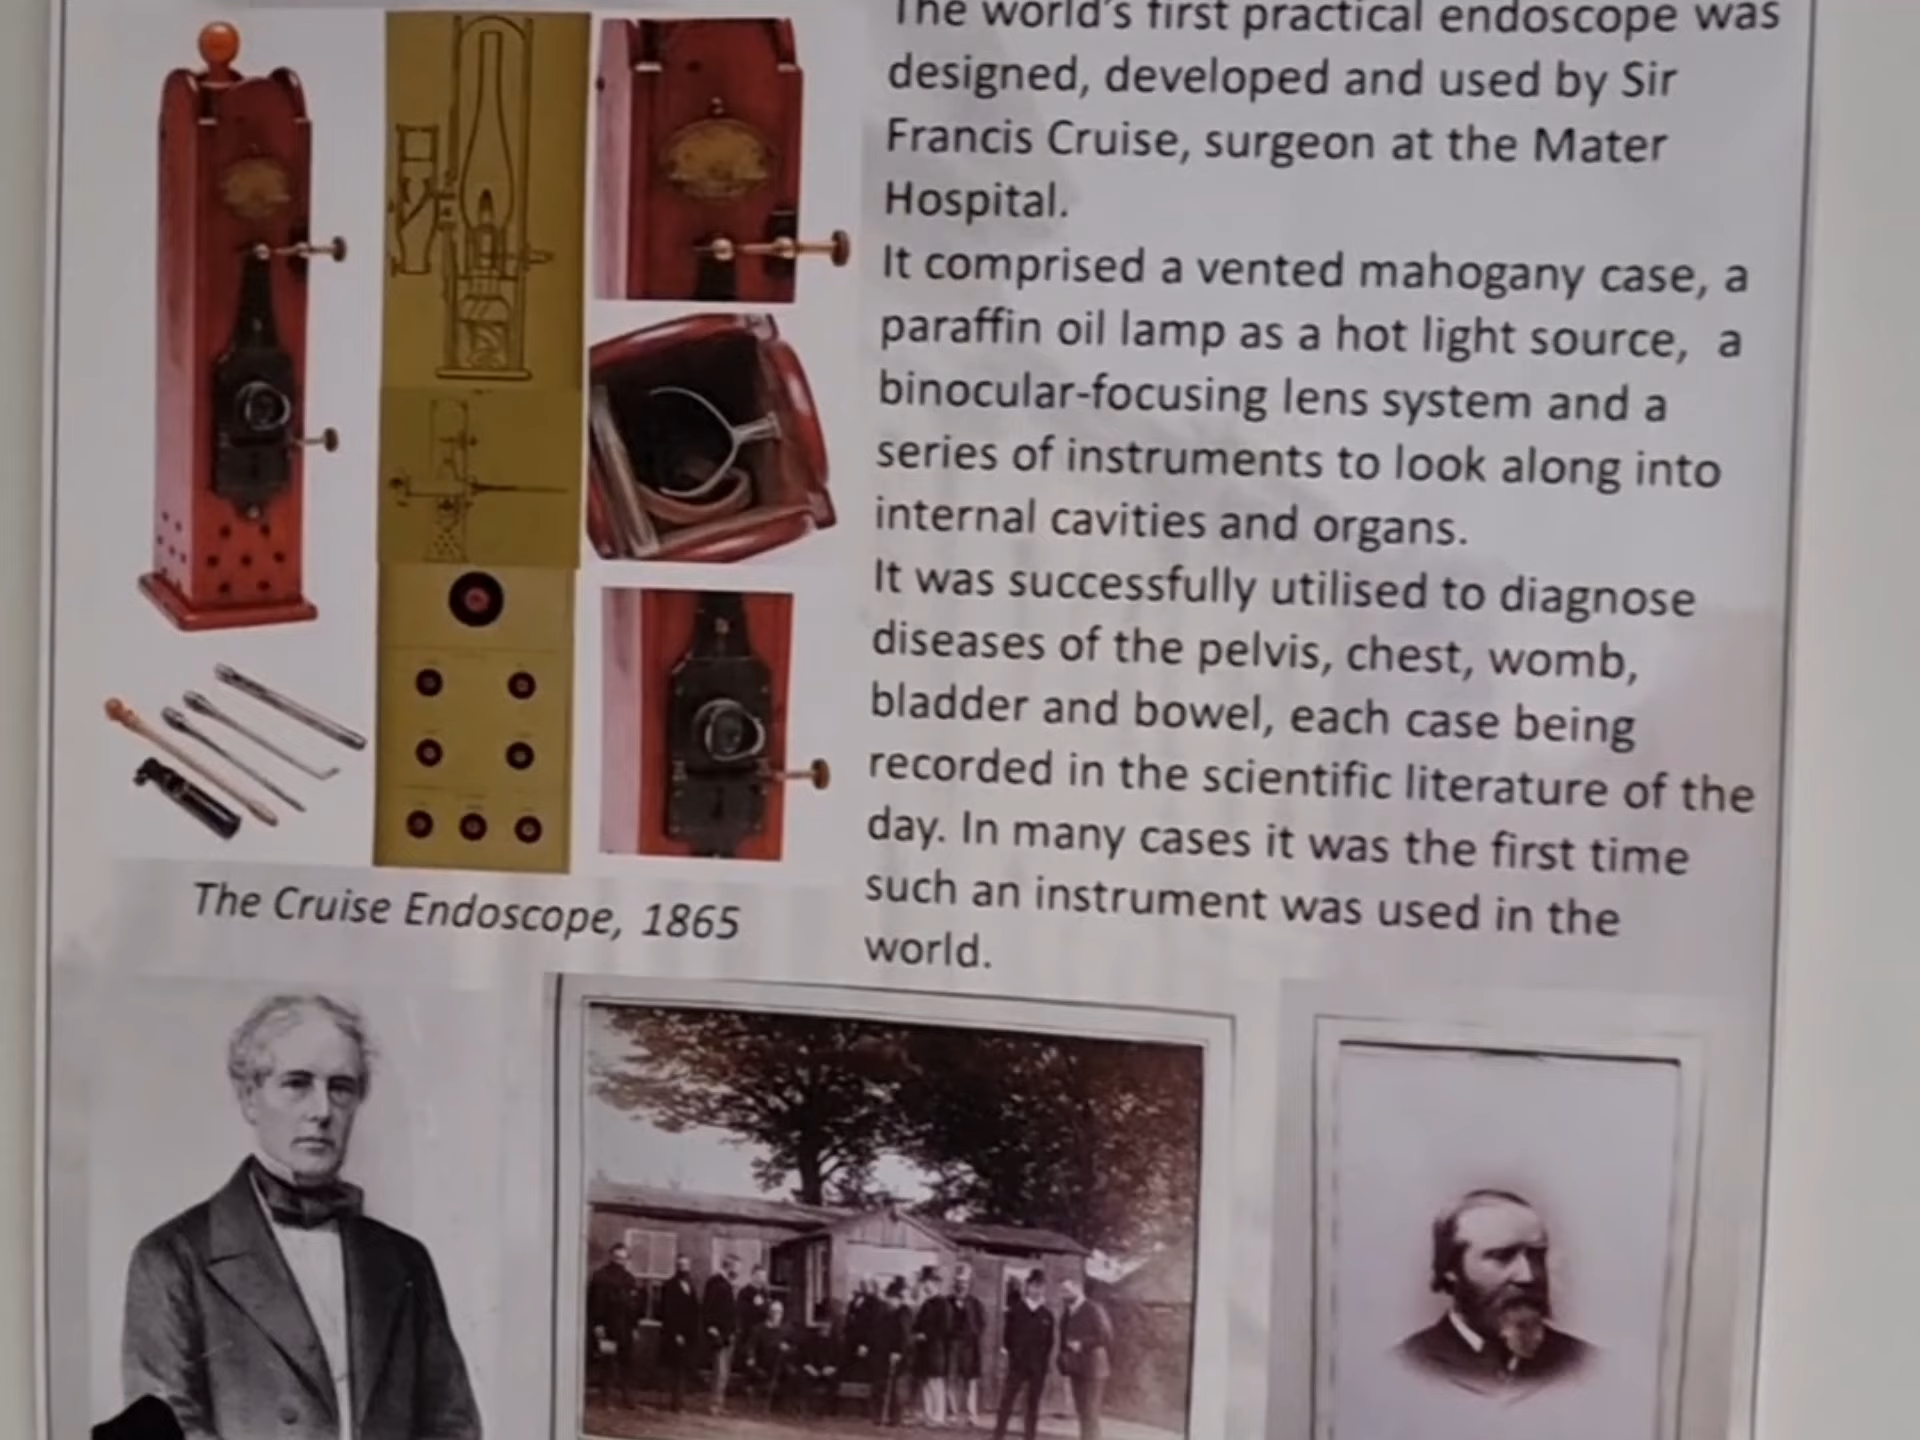 The world's first practical endoscope was
designed, developed and used by Sir
Francis Cruise, surgeon at the Mater
Hospital.
It comprised a vented mahogany case, a
paraffin oil lamp as a hot light source, a
binocular-focusing lens system and a
series of instruments to look along into
internal cavities and organs.
It was successfully utilised to diagnose
diseases of the pelvis, chest, womb,
bladder and bowel, each case being
recorded in the scientific literature of the
day. In many cases it was the first time
such an instrument was used in the
world.
The Cruise Endoscope, 1865